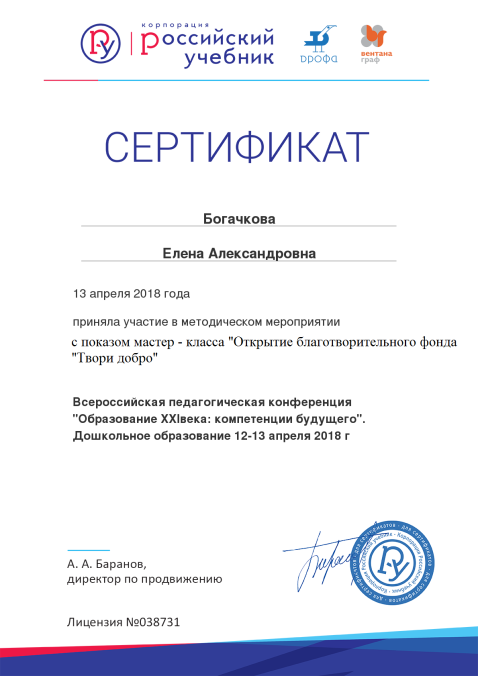 корпорация
российский
учебник
дрофа
вентана
граф
СЕРТИФИКАТ
Богачкова
Елена Александровна
13 апреля 2018 года
приняла участие в методическом мероприятии
с показом мастер - класса "Открытие благотворительного фонда
"Твори добро"
Всероссийская педагогическая конференция
"Образование XXIвека: компетенции будущего".
Дошкольное образование 12-13 апреля 2018 г
А. А. Баранов,
директор по продвижению
Лицензия №038731